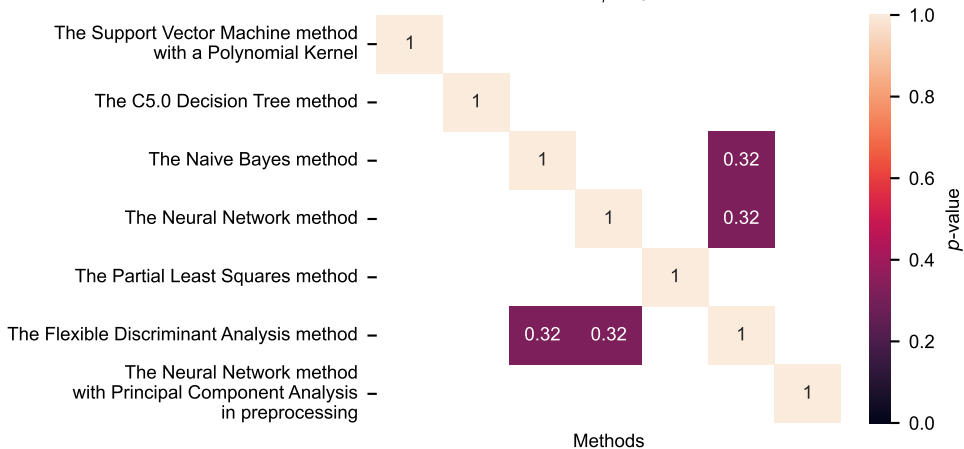 The Support Vector Machine method
with a Polynomial Kernel
1
The C5.0 Decision Tree method
1
The Naive Bayes method
1
0.32
The Neural Network method
1
0.32
The Partial Least Squares method
1
The Flexible Discriminant Analysis method
0.32
0.32
1
The Neural Network method
with Principal Component Analysis
in preprocessing
1
Methods
1.0
0.8
0.6
0.4
0.2
0.0
p-value